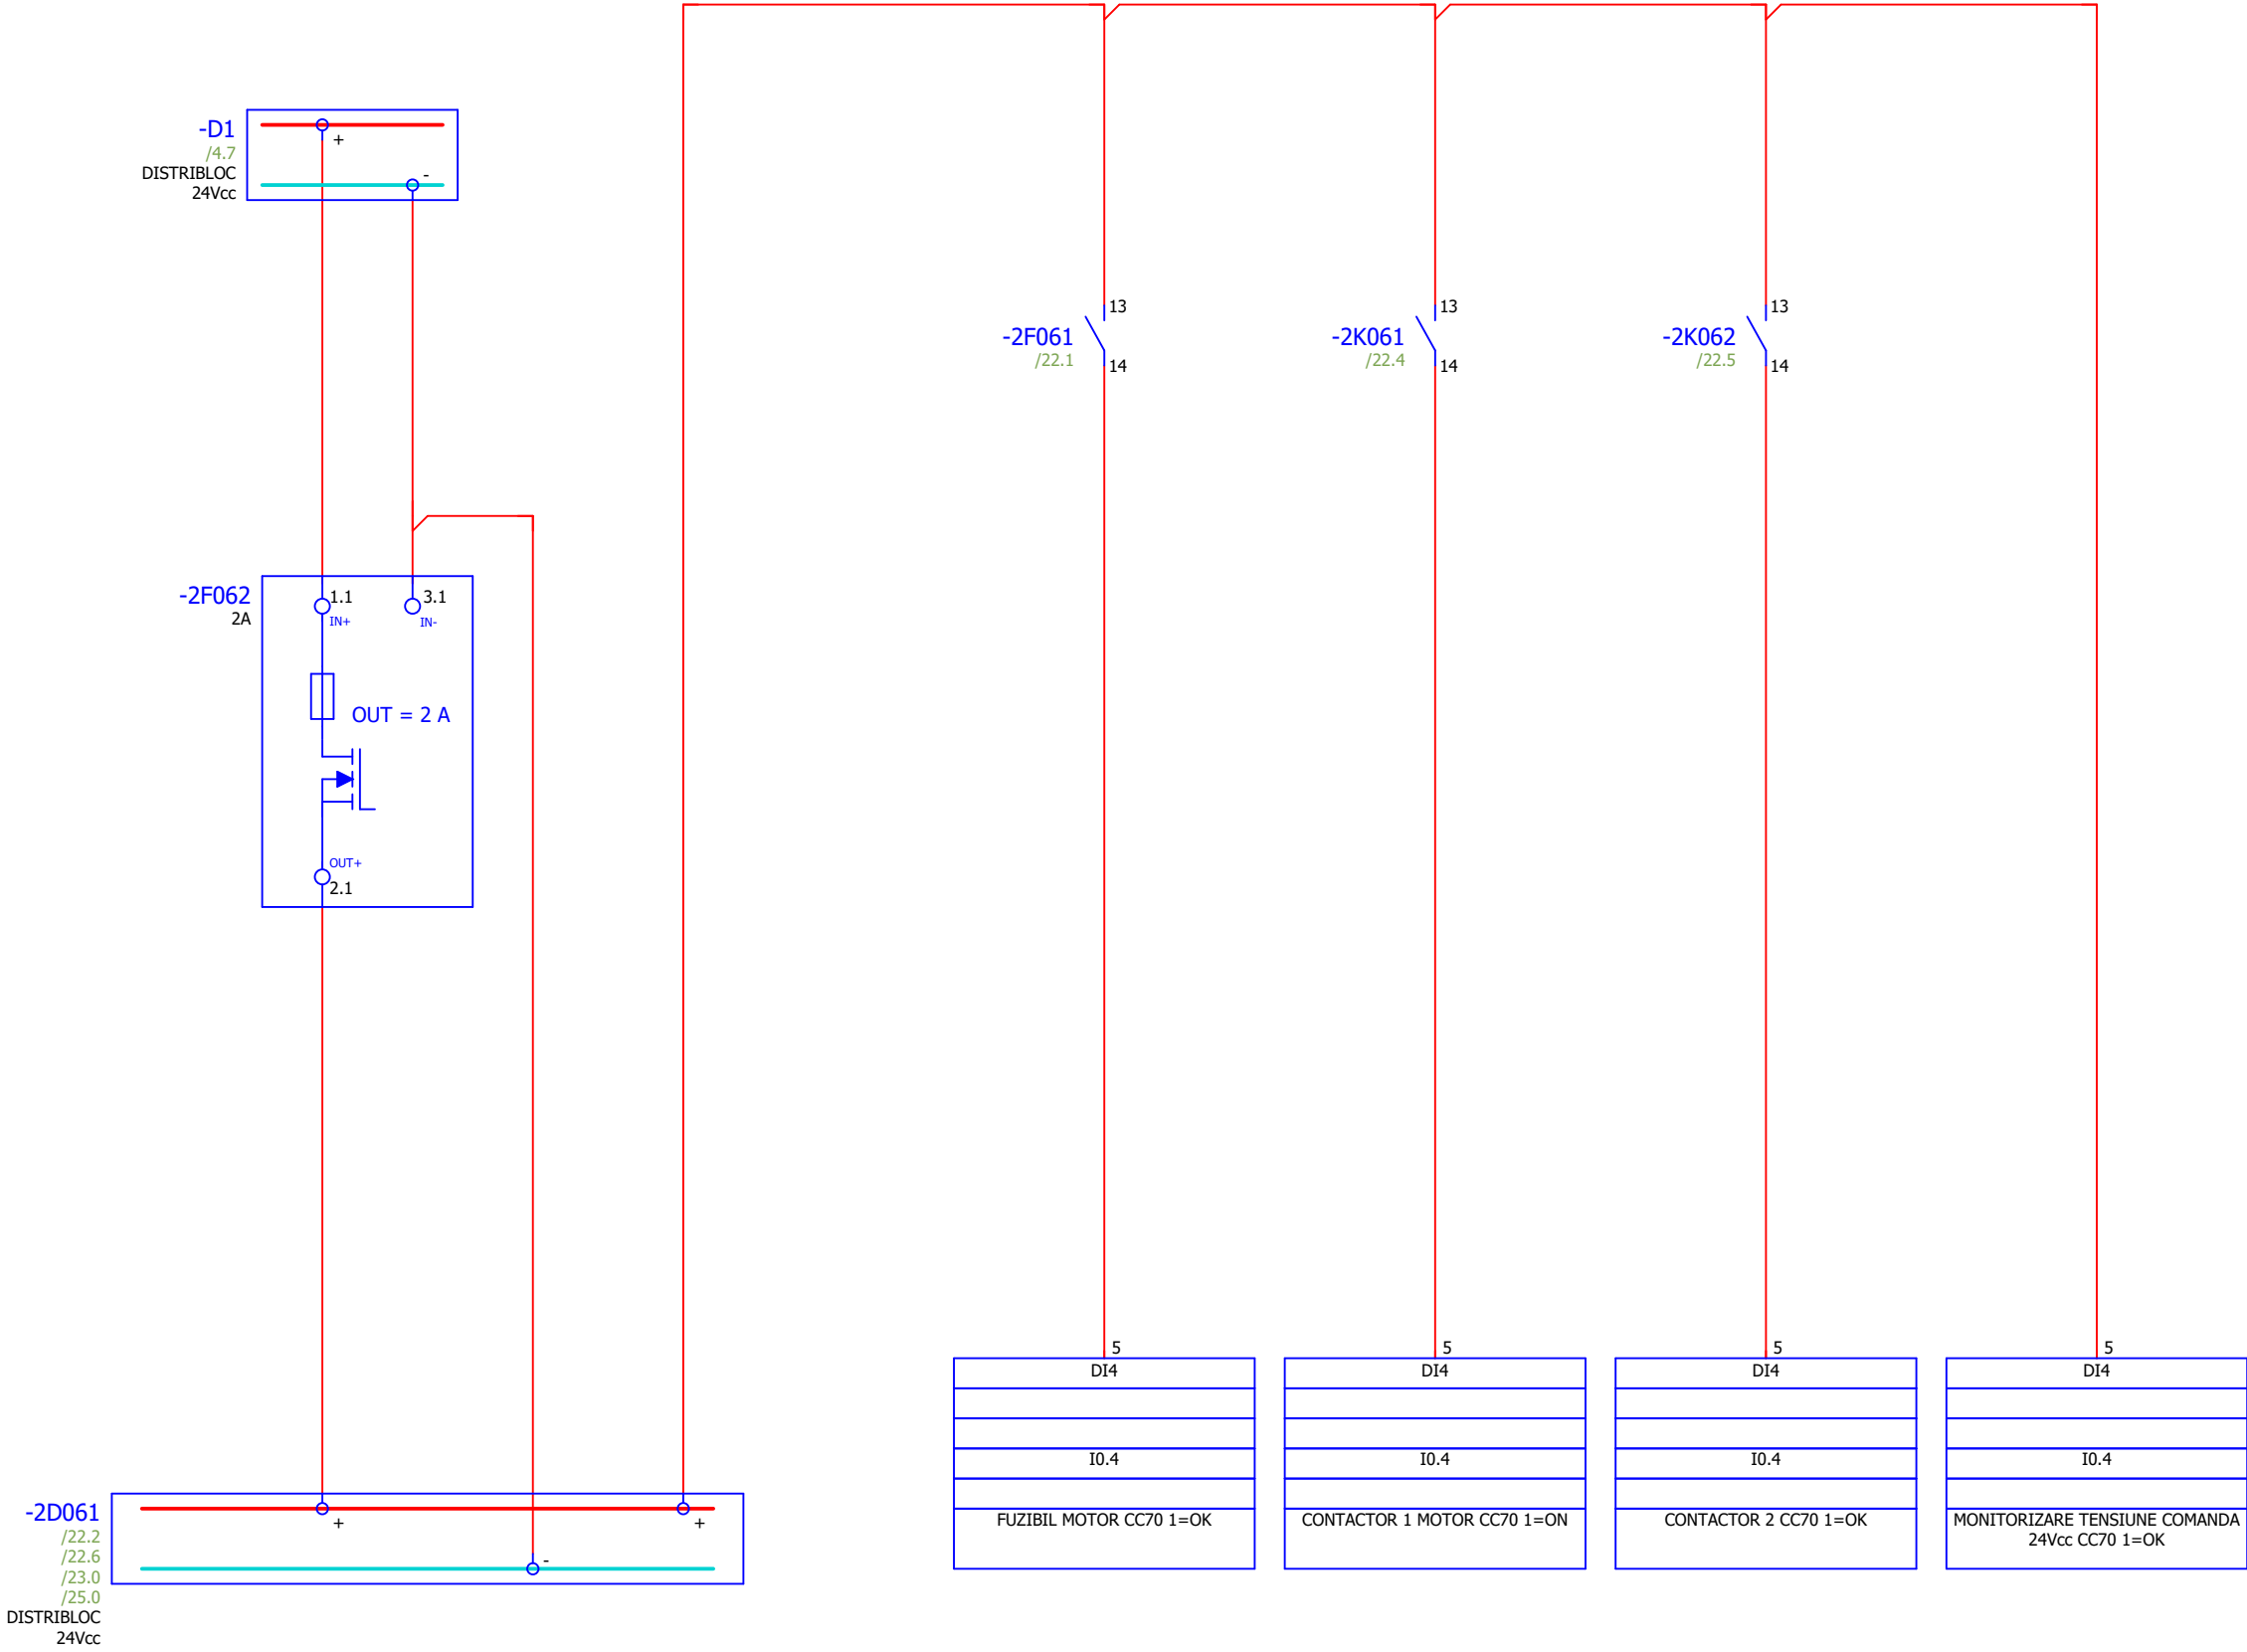 -D1
/4.7
DISTRIBLOC
24Vcc
+
-
-2F061
/22.1
13
14
-2K061
/22.4
13
14
-2K062
/22.5
13
14
-2F062
2A
1.1
IN+
3.1
IN-
OUT = 2 A
OUT+
2.1
-2D061
/22.2
/22.6
/23.0
/25.0
DISTRIBLOC
24Vcc
+
-
+
5
DI4
I0.4
FUZIBIL MOTOR CC70 1=OK
5
DI4
I0.4
CONTACTOR 1 MOTOR CC70 1=ON
5
DI4
I0.4
CONTACTOR 2 CC70 1=OK
5
DI4
I0.4
MONITORIZARE TENSIUNE COMANDA
24Vcc CC70 1=OK